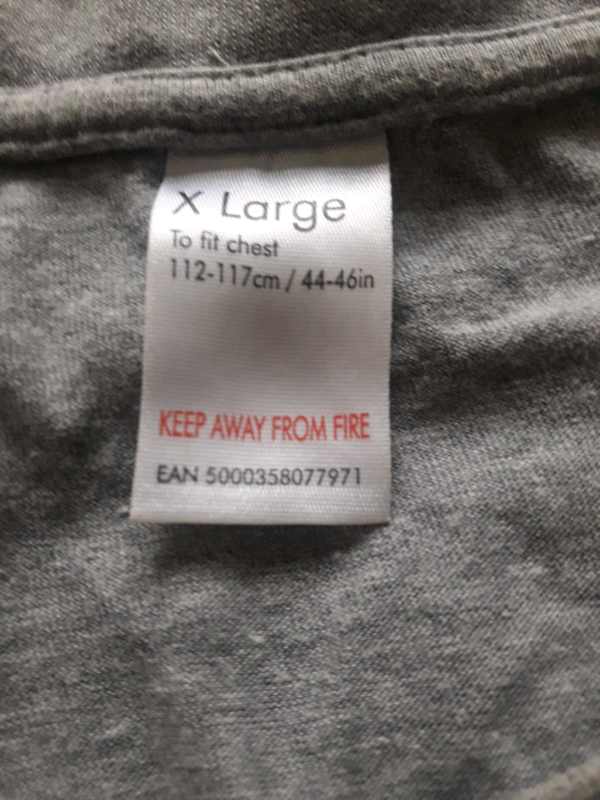 X Large
To fit chest
112-117cm / 44-46in
KEEP AWAY FROM FIRE
EAN 5000358077971